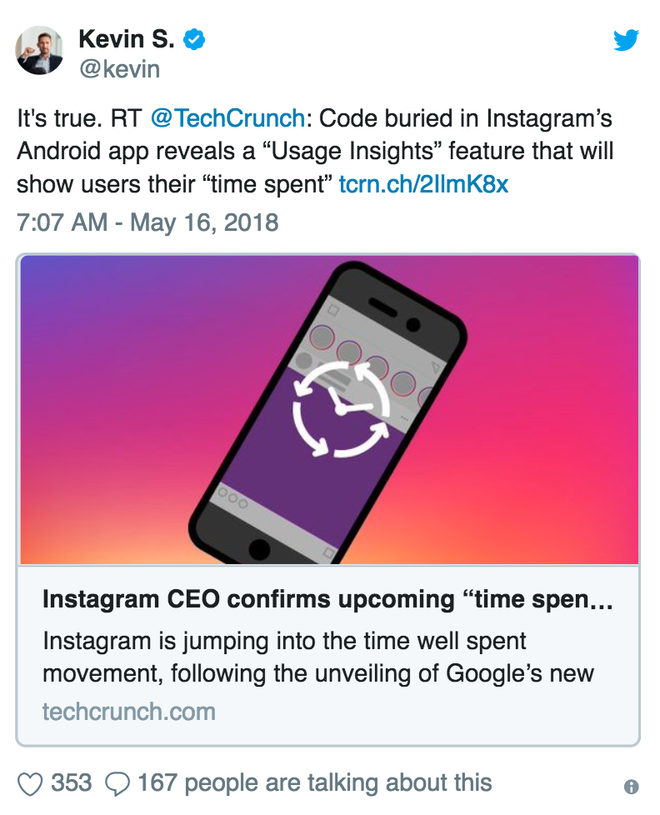 Kevin S.
@kevin
It's true. RT @TechCrunch: Code buried in Instagram’s
Android app reveals a “Usage Insights” feature that will
show users their “time spent” tcrn.ch/2IlmK8x
7:07 AM - May 16, 2018
Instagram CEO confirms upcoming “time spen...
Instagram is jumping into the time well spent
movement, following the unveiling of Google’s new
techcrunch.com
353 167 people are talking about this